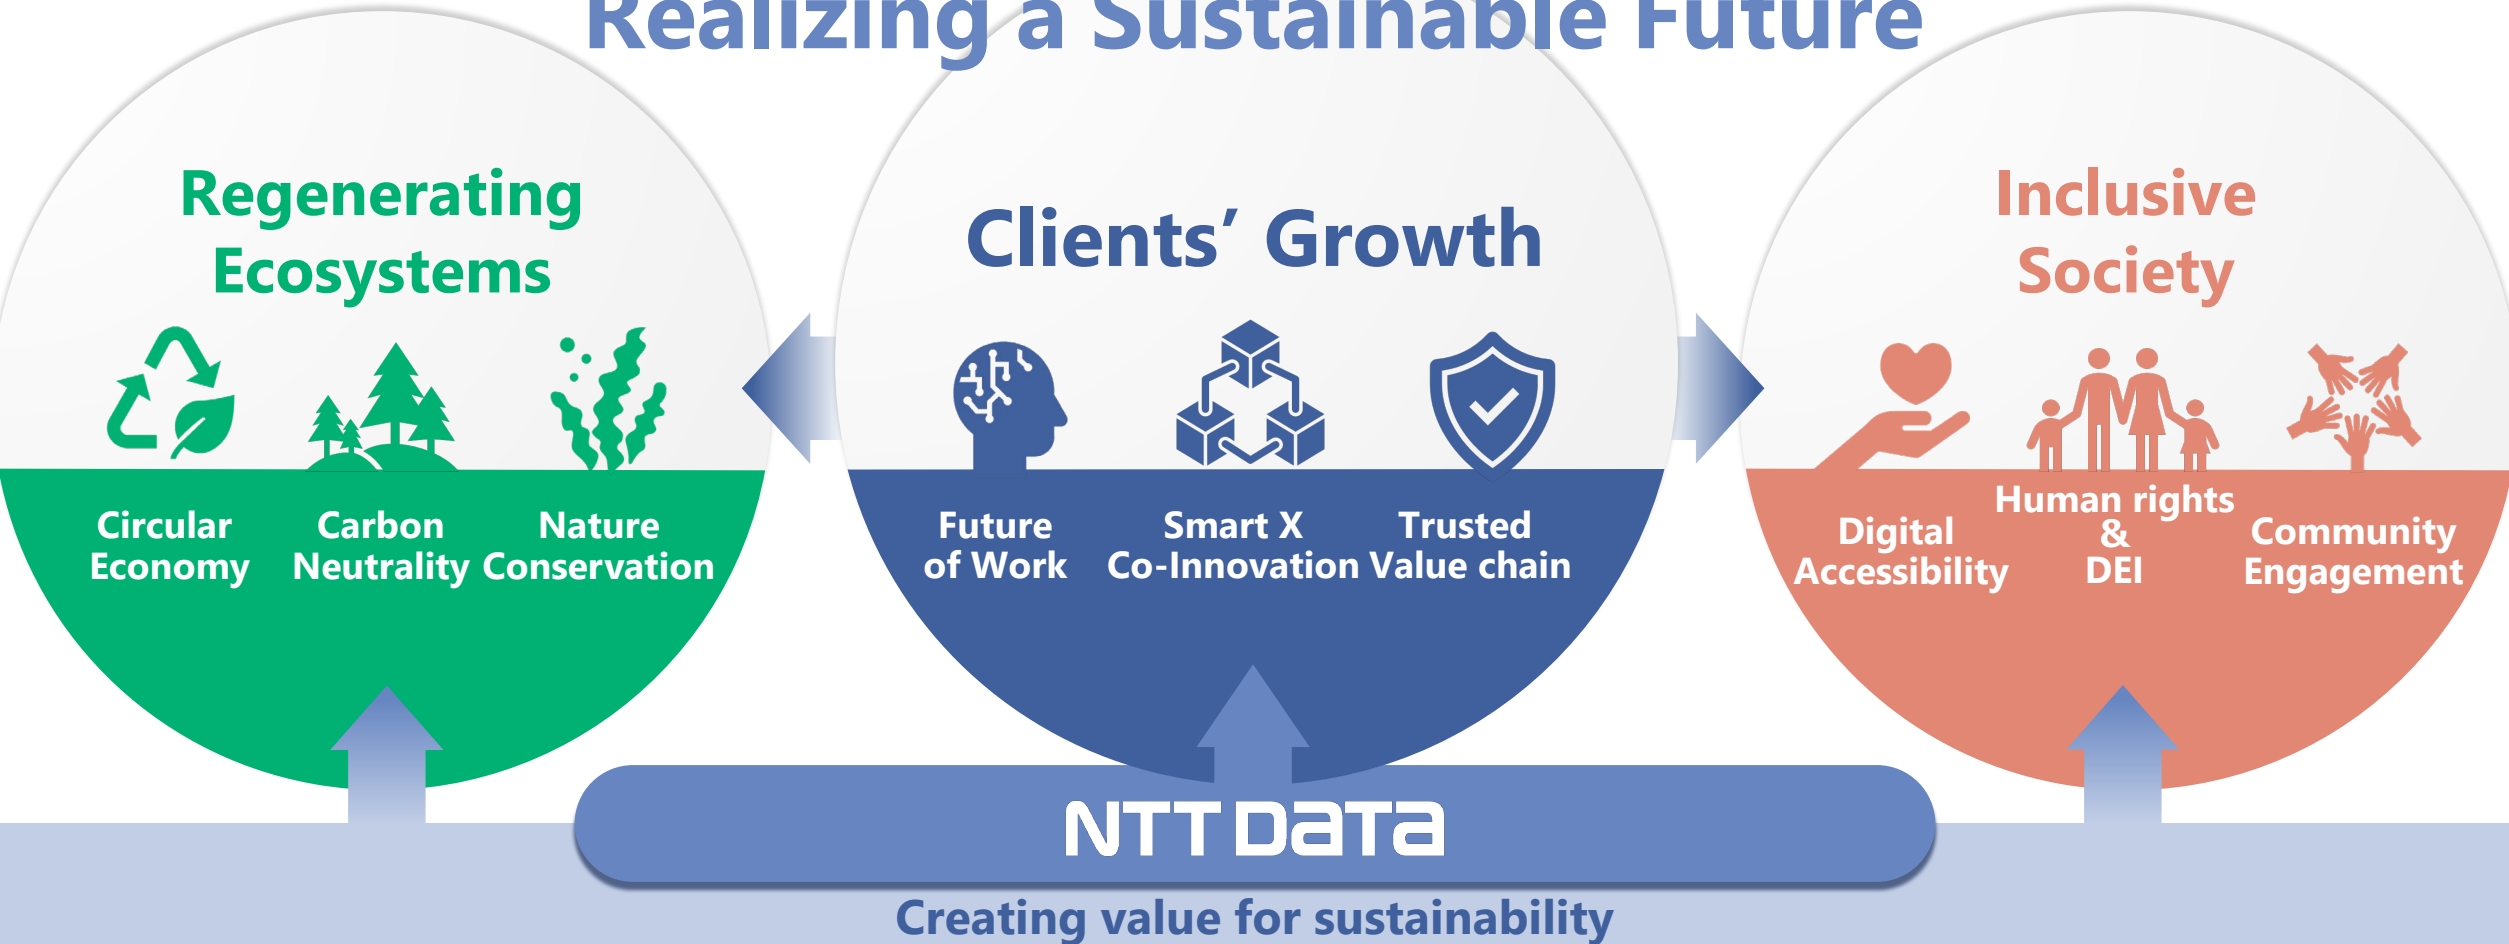 Realizing a Sustainable Future
Regenerating
Ecosystems
Circular
Economy
Carbon
Neutrality
Nature
Conservation
Clients’ Growth
Future
of Work
Smart X
Co-Innovation
Trusted
Value chain
Inclusive
Society
Digital
Accessibility
Human rights
&
DEI
Community
Engagement
NTT DATA
Creating value for sustainability